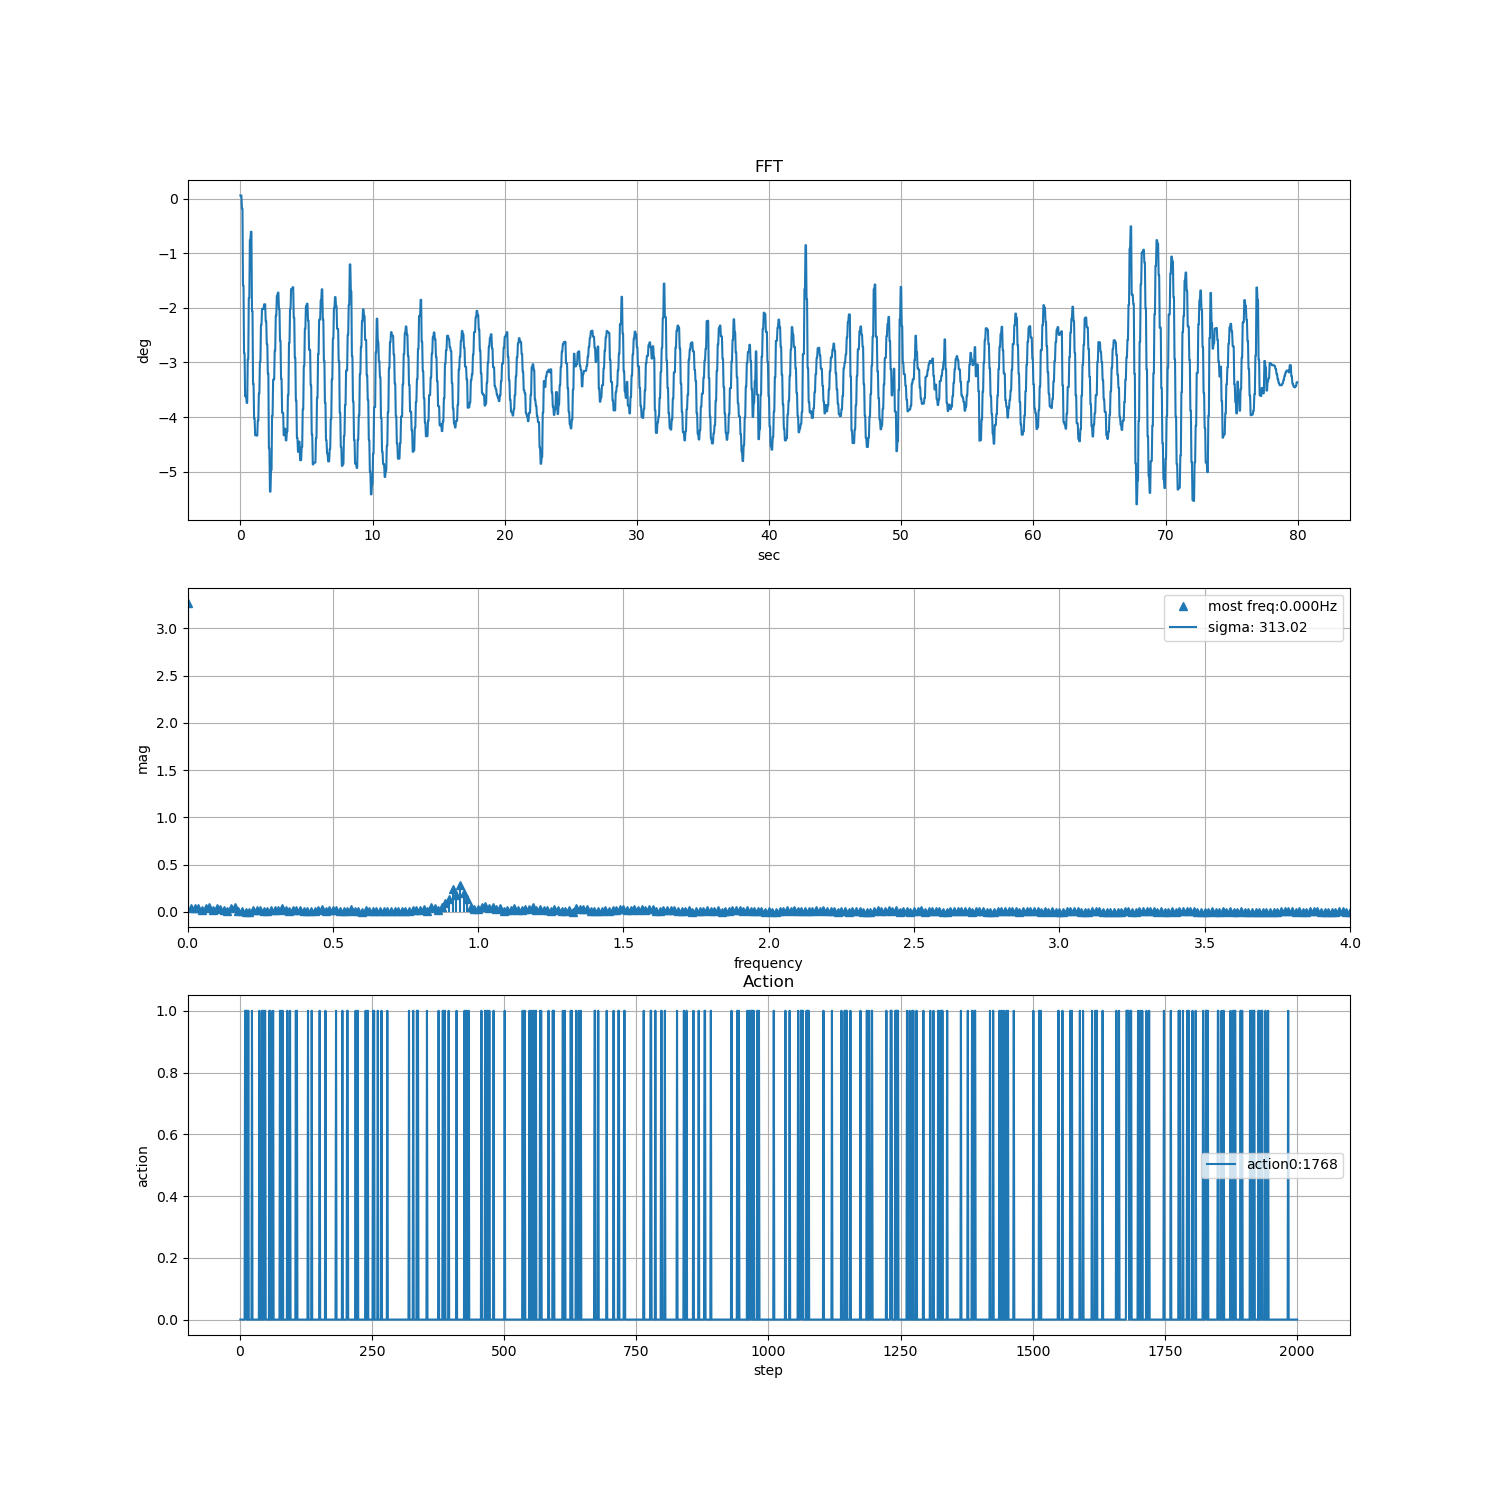 FFT
0
−1
−2
−3
−4
−5
deg
0 10 20 30 40 50 60 70 80
sec
most freq:0.000Hz
sigma: 313.02
3.0
2.5
2.0
1.5
1.0
0.5
0.0
mag
0.0 0.5 1.0 1.5 2.0 2.5 3.0 3.5 4.0
frequency
Action
1.0
0.8
0.6
0.4
0.2
0.0
action
action0:1768
0 250 500 750 1000 1250 1500 1750 2000
step